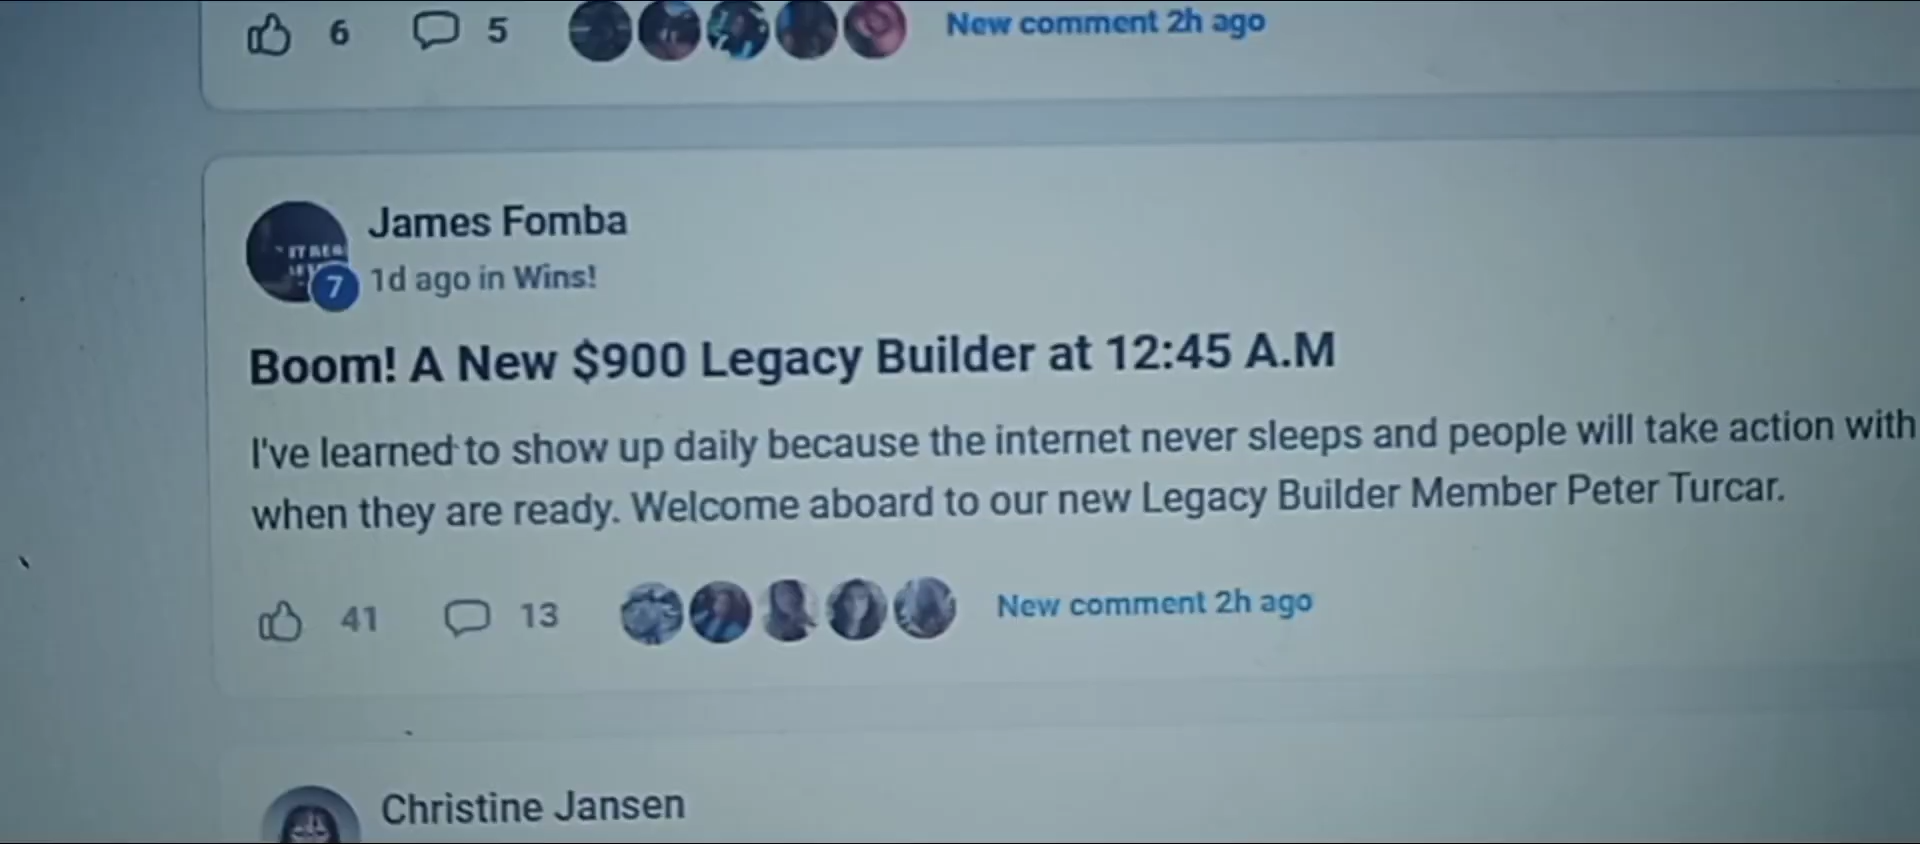 6 5 New comment 2h ago
James Fomba
7 1d ago in Wins!
Boom! A New $900 Legacy Builder at 12:45 A.M
I've learned to show up daily because the internet never sleeps and people will take action with
when they are ready. Welcome aboard to our new Legacy Builder Member Peter Turcar.
41 13 New comment 2h ago
Christine Jansen